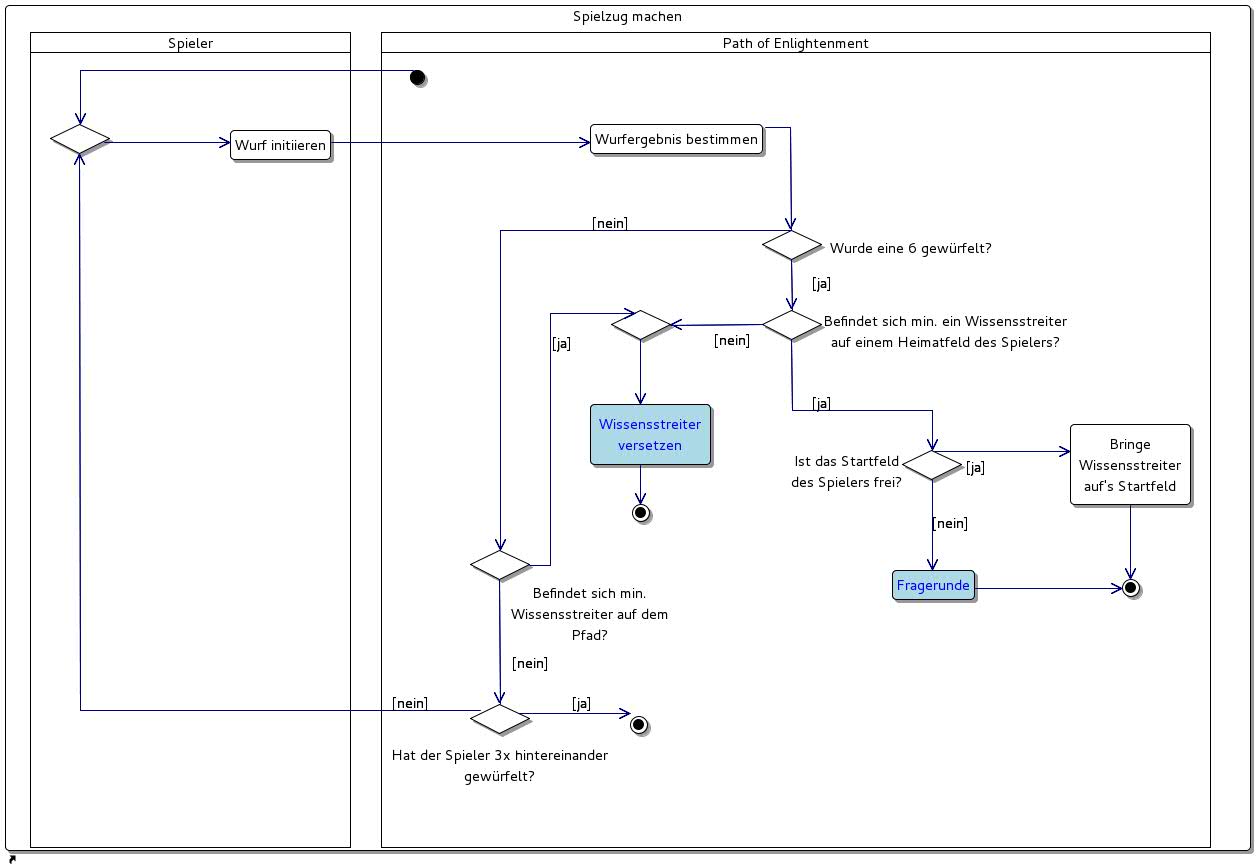 Spielzug machen
Spieler
Path of Enlightenment
Wurf initiieren
Wurfergebnis bestimmen
[nein]
Wurde eine 6 gewürfelt?
[ja]
Befindet sich min. ein Wissensstreiter
auf einem Heimatfeld des Spielers?
[nein]
[ja]
[ja]
Wissensstreiter
versetzen
Ist das Startfeld
des Spielers frei?
[ja]
Bringe
Wissensstreiter
auf's Startfeld
[nein]
Fragerunde
Befindet sich min.
Wissensstreiter auf dem
Pfad?
[nein]
[nein]
[ja]
Hat der Spieler 3x hintereinander
gewürfelt?